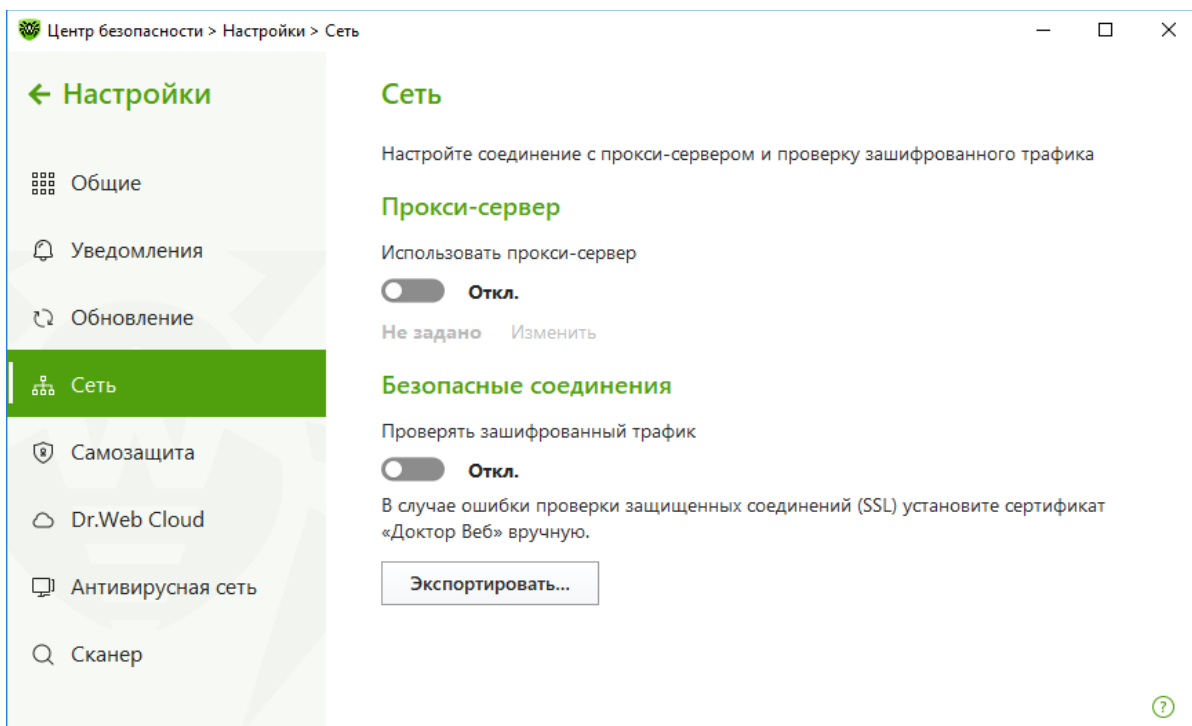 Центр безопасности > Настройки > Сеть
Настройки
Общие
Уведомления
Обновление
Сеть
Самозащита
Dr.Web Cloud
Антивирусная сеть
Сканер
Сеть
Настройте соединение с прокси-сервером и проверку зашифрованного трафика
Прокси-сервер
Использовать прокси-сервер
Откл.
Не задано Изменить
Безопасные соединения
Проверять зашифрованный трафик
Откл.
В случае ошибки проверки защищенных соединений (SSL) установите сертификат
«Доктор Веб» вручную.
Экспортировать...
?